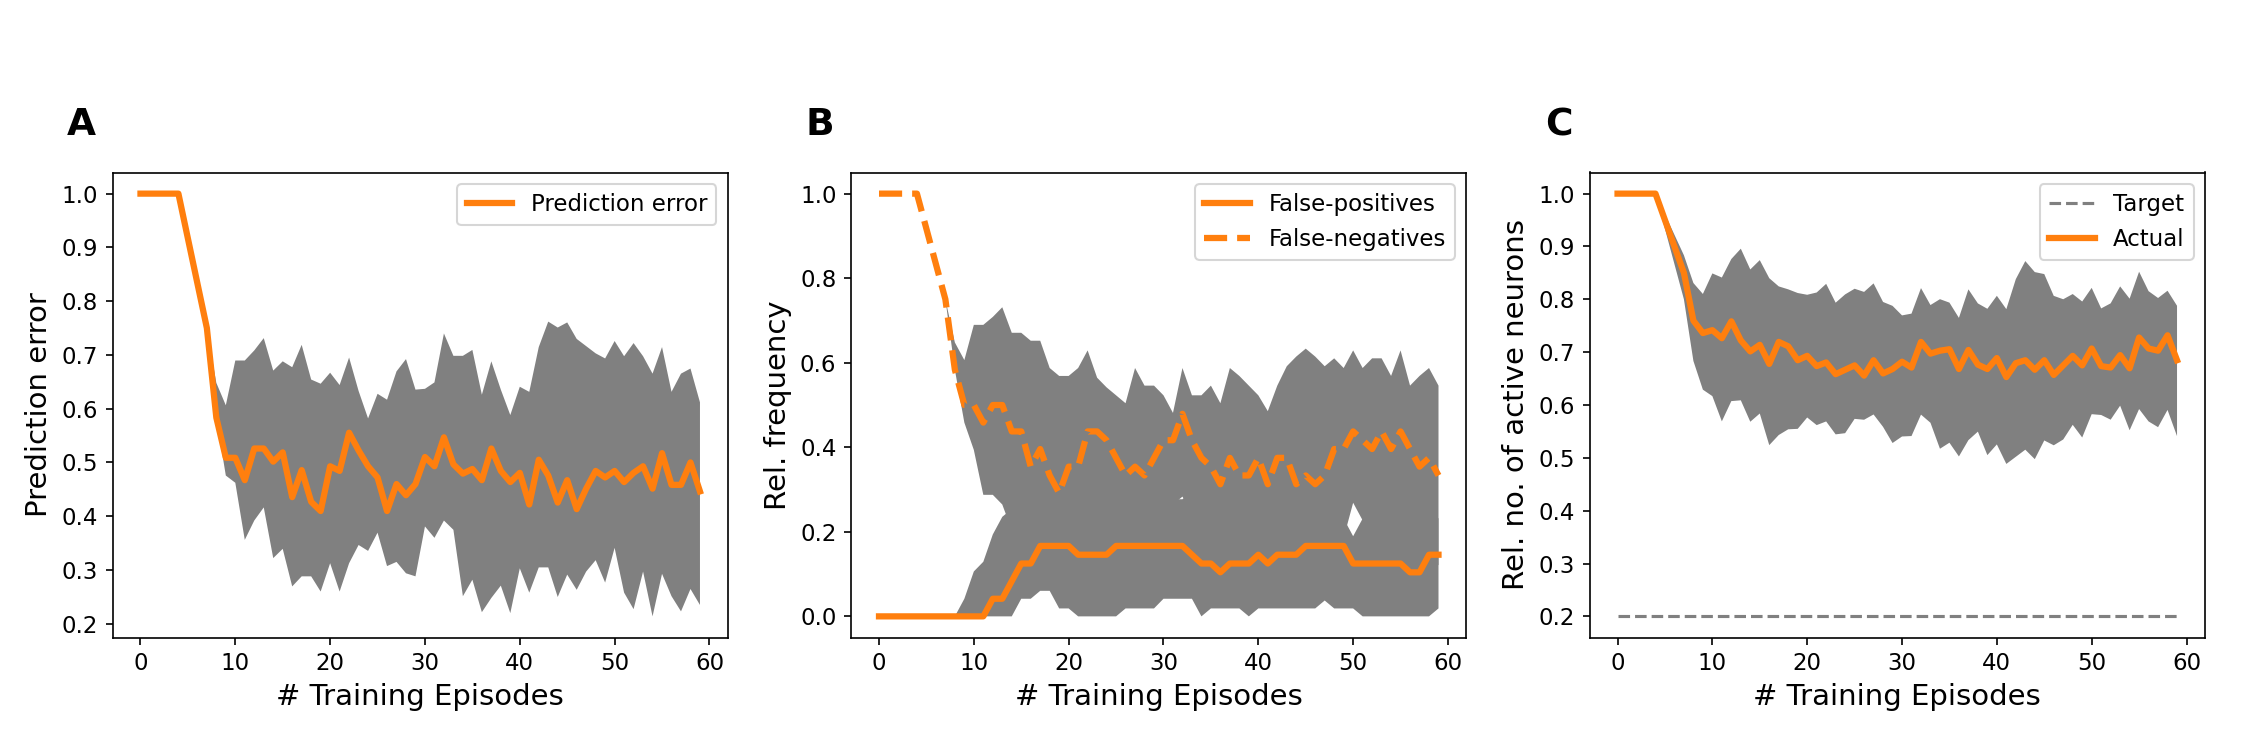 A
B
C
Prediction error
1.0
0.9
0.8
0.7
0.6
0.5
0.4
0.3
0.2
0 10 20 30 40 50 60
# Training Episodes
Prediction error
Rel. frequency
1.0
0.8
0.6
0.4
0.2
0.0
0 10 20 30 40 50 60
# Training Episodes
False-positives
False-negatives
Rel. no. of active neurons
1.0
0.9
0.8
0.7
0.6
0.5
0.4
0.3
0.2
0 10 20 30 40 50 60
# Training Episodes
Target
Actual